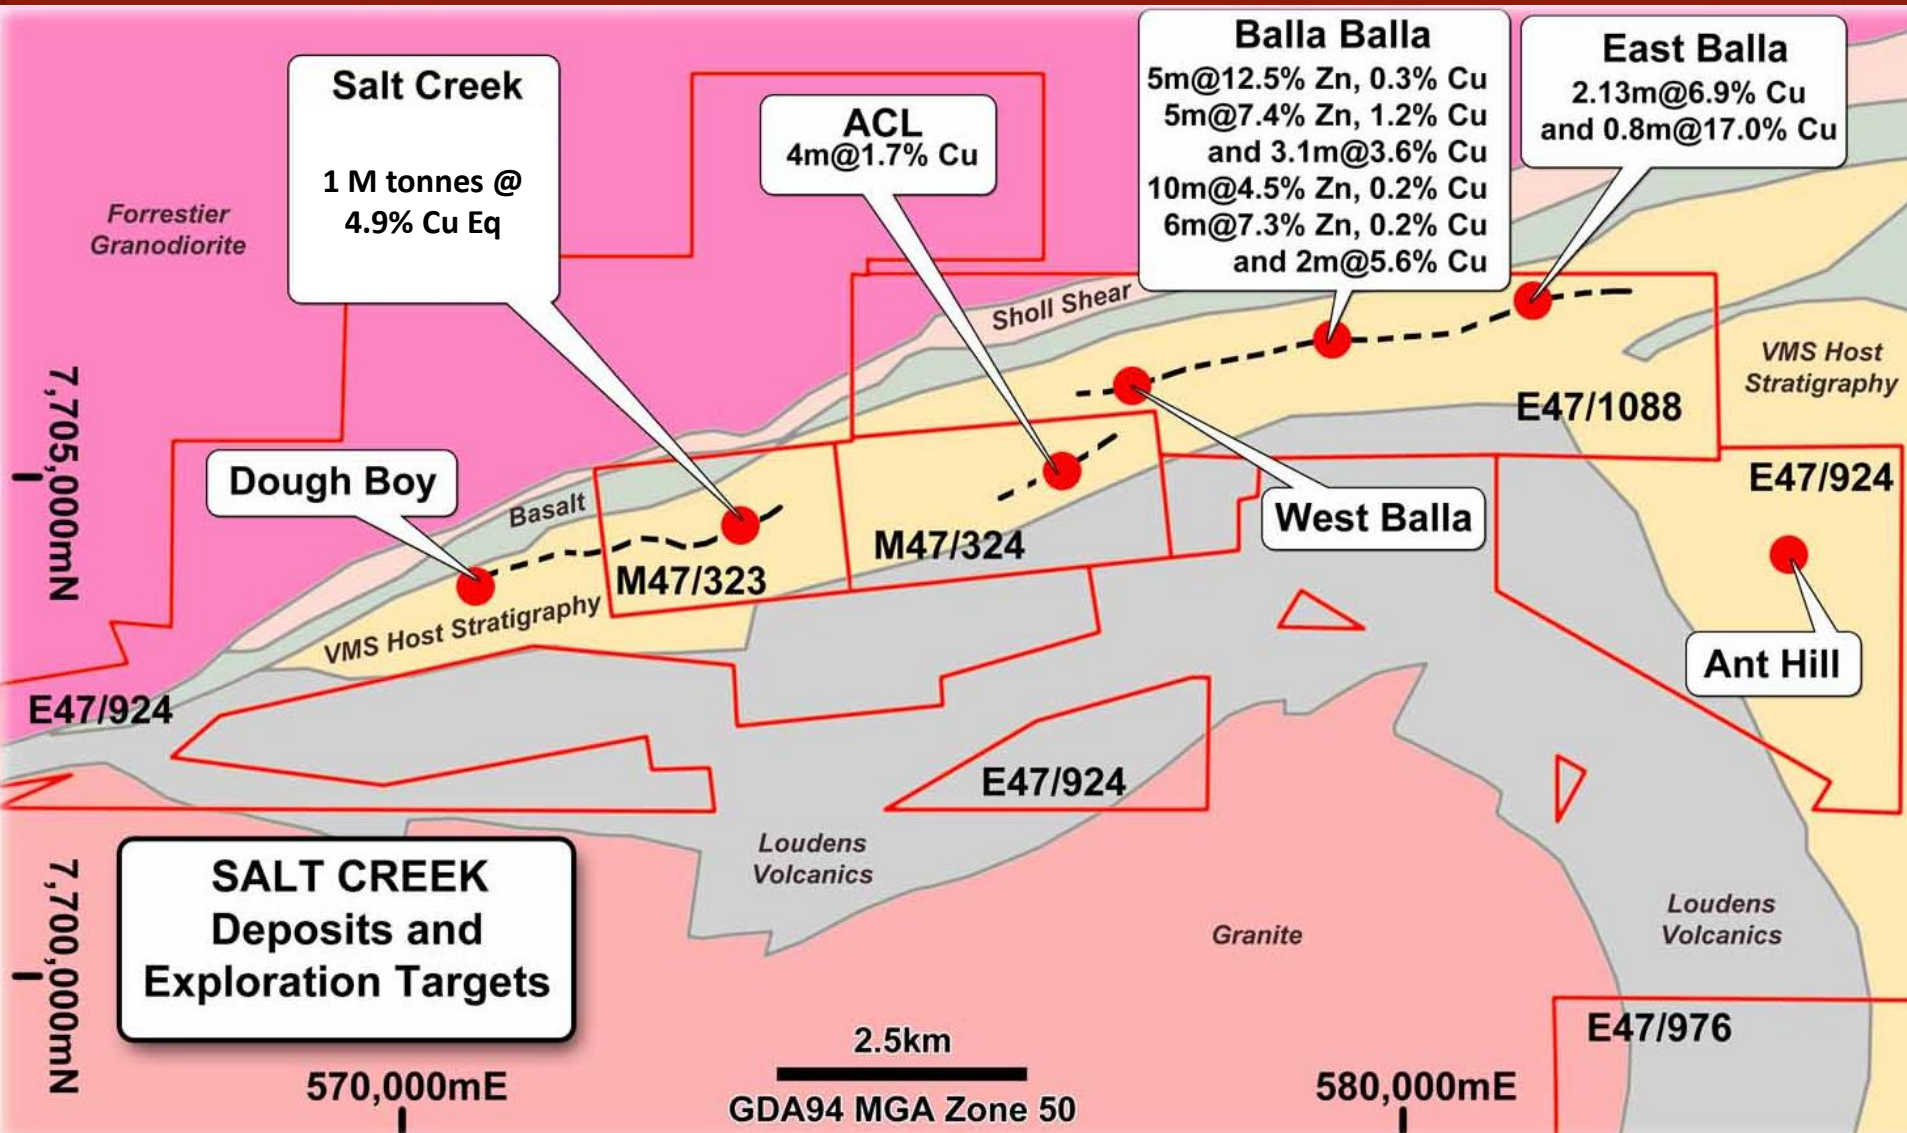 Salt Creek
1 M tonnes @
4.9% Cu Eq
ACL
4m@1.7% Cu
Balla Balla
5m@12.5% Zn, 0.3% Cu
5m@7.4% Zn, 1.2% Cu
and 3.1m@3.6% Cu
10m@4.5% Zn, 0.2% Cu
6m@7.3% Zn, 0.2% Cu
and 2m@5.6% Cu
East Balla
2.13m@6.9% Cu
and 0.8m@17.0% Cu
Forrestier
Granodiorite
Sholl Shear
VMS Host
Stratigraphy
E47/1088
7,705,000mN
Dough Boy
Basalt
E47/924
West Balla
M47/324
M47/323
VMS Host Stratigraphy
Ant Hill
E47/924
E47/924
Loudens
Volcanics
SALT CREEK
Deposits and
Exploration Targets
Granite
Loudens
Volcanics
7,700,000mN
E47/976
2.5km
570,000mE
580,000mE
GDA94 MGA Zone 50